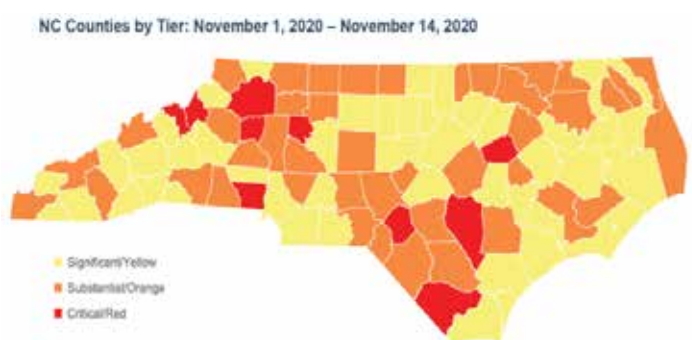 NC Counties by Tier: November 1, 2020 – November 14, 2020
Significant/Yellow
Substantial/Orange
Critical/Red